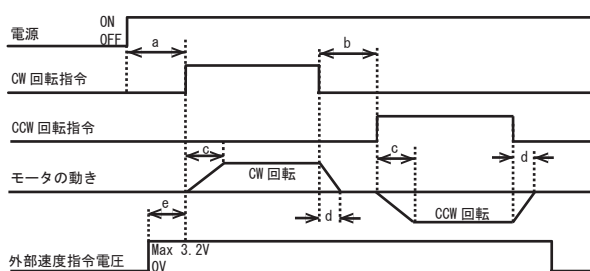 ON
電源
OFF
a
b
CW 回転指令
CCW 回転指令
c
c
d
モータの動き
CW 回転
d
CCW 回転
e
Max 3.2V
外部速度指令電圧
0V